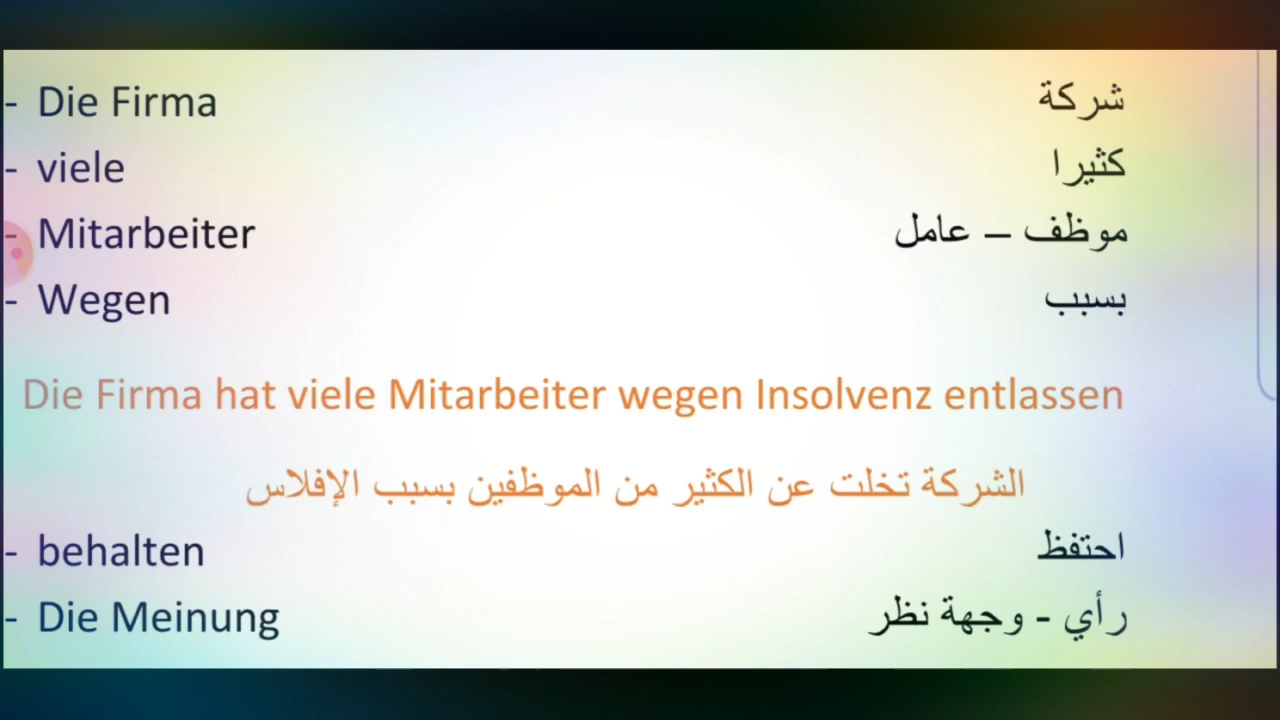 - Die Firma شركة
- viele كثيرا
- Mitarbeiter موظف – عامل
- Wegen بسبب
Die Firma hat viele Mitarbeiter wegen Insolvenz entlassen
الشركة تخلت عن الكثير من الموظفين بسبب الإفلاس
- behalten احتفظ
- Die Meinung رأي - وجهة نظر